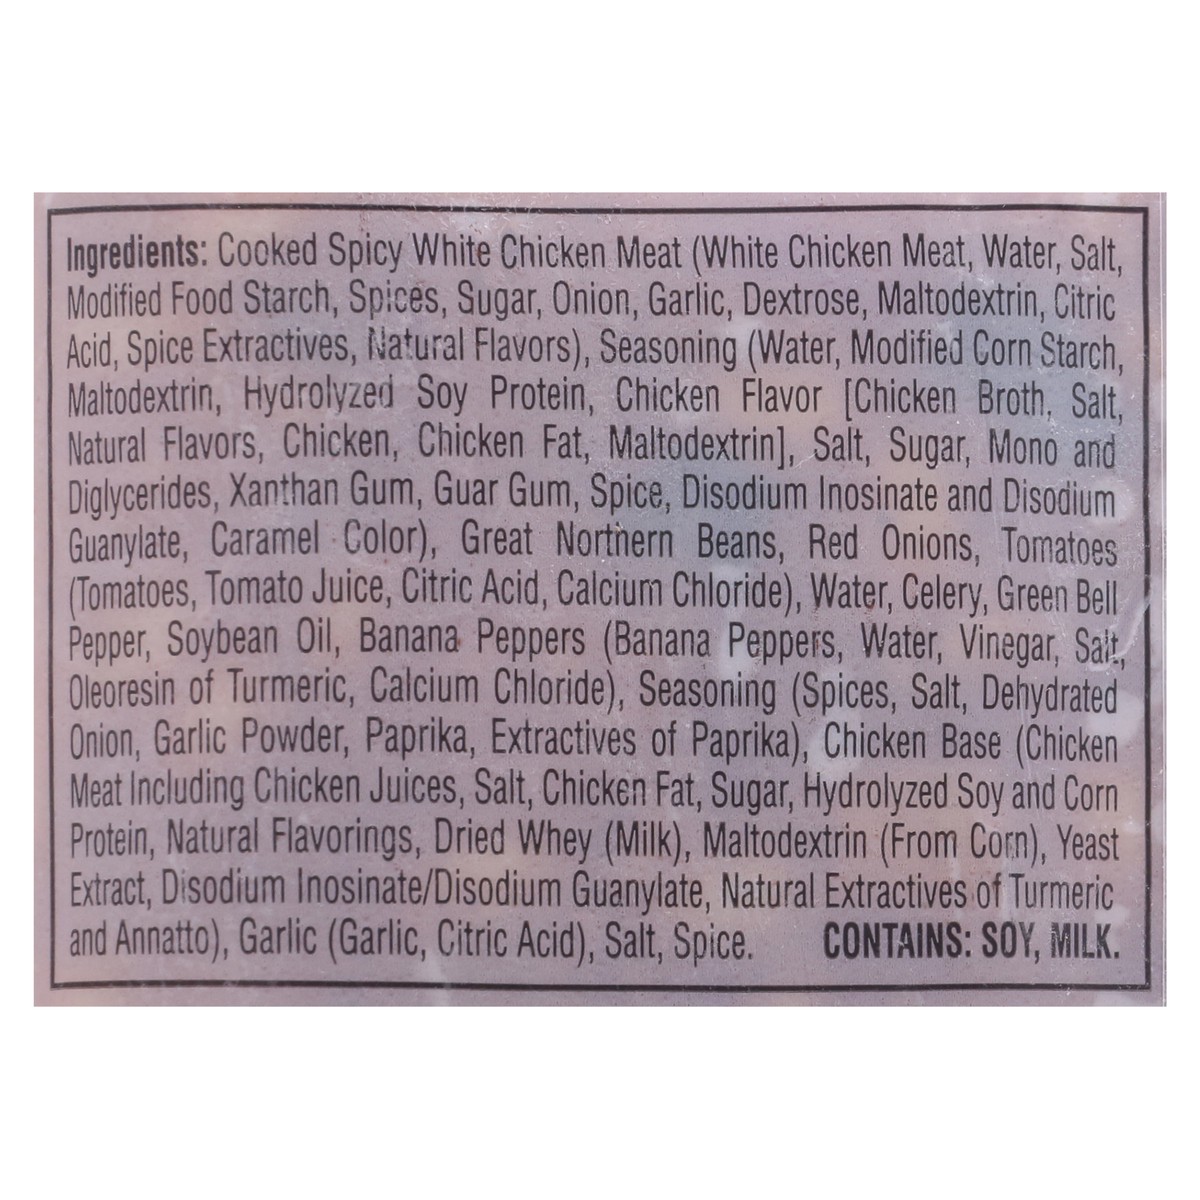 Ingredients: Cooked Spicy White Chicken Meat (White Chicken Meat, Water, Salt,
Modified Food Starch, Spices, Sugar, Onion, Garlic, Dextrose, Maltodextrin, Citric
Acid, Spice Extractives, Natural Flavors), Seasoning (Water, Modified Corn Starch,
Maltodextrin, Hydrolyzed Soy Protein, Chicken Flavor [Chicken Broth, Salt,
Natural Flavors, Chicken, Chicken Fat, Maltodextrin], Salt, Sugar, Mono and
Diglycerides, Xanthan Gum, Guar Gum, Spice, Disodium Inosinate and Disodium
Guanylate, Caramel Color), Great Northern Beans, Red Onions, Tomatoes
(Tomatoes, Tomato Juice, Citric Acid, Calcium Chloride), Water, Celery, Green Bell
Pepper, Soybean Oil, Banana Peppers (Banana Peppers, Water, Vinegar, Salt,
Oleoresin of Turmeric, Calcium Chloride), Seasoning (Spices, Salt, Dehydrated
Onion, Garlic Powder, Paprika, Extractives of Paprika), Chicken Base (Chicken
Meat Including Chicken Juices, Salt, Chicken Fat, Sugar, Hydrolyzed Soy and Corn
Protein, Natural Flavorings, Dried Whey (Milk), Maltodextrin (From Corn), Yeast
Extract, Disodium Inosinate/Disodium Guanylate, Natural Extractives of Turmeric
and Annatto), Garlic (Garlic, Citric Acid), Salt, Spice. CONTAINS: SOY, MILK.